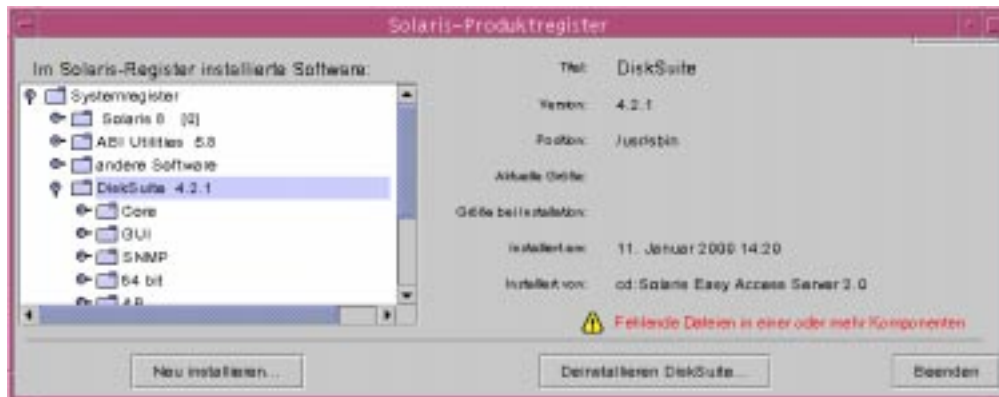 Solaris-Produktregister
Im Solaris-Register installierte Software:
Systemregister
Solaris 8 [0]
ABI Utilities 5.8
andere Software
DiskSuite 4.2.1
Core
GUI
SNMP
64 bit
Titel: DiskSuite
Version: 4.2.1
Position: /usr/sbin
Aktuelle Größe:
Größe bei Installation:
Installiert am: 11. Januar 2000 14:20
Installiert von: cd:Solaris Easy Access Server 3.0
Fehlende Dateien in einer oder mehr Komponenten
Neu installieren...
Deinstallieren DiskSuite...
Beenden